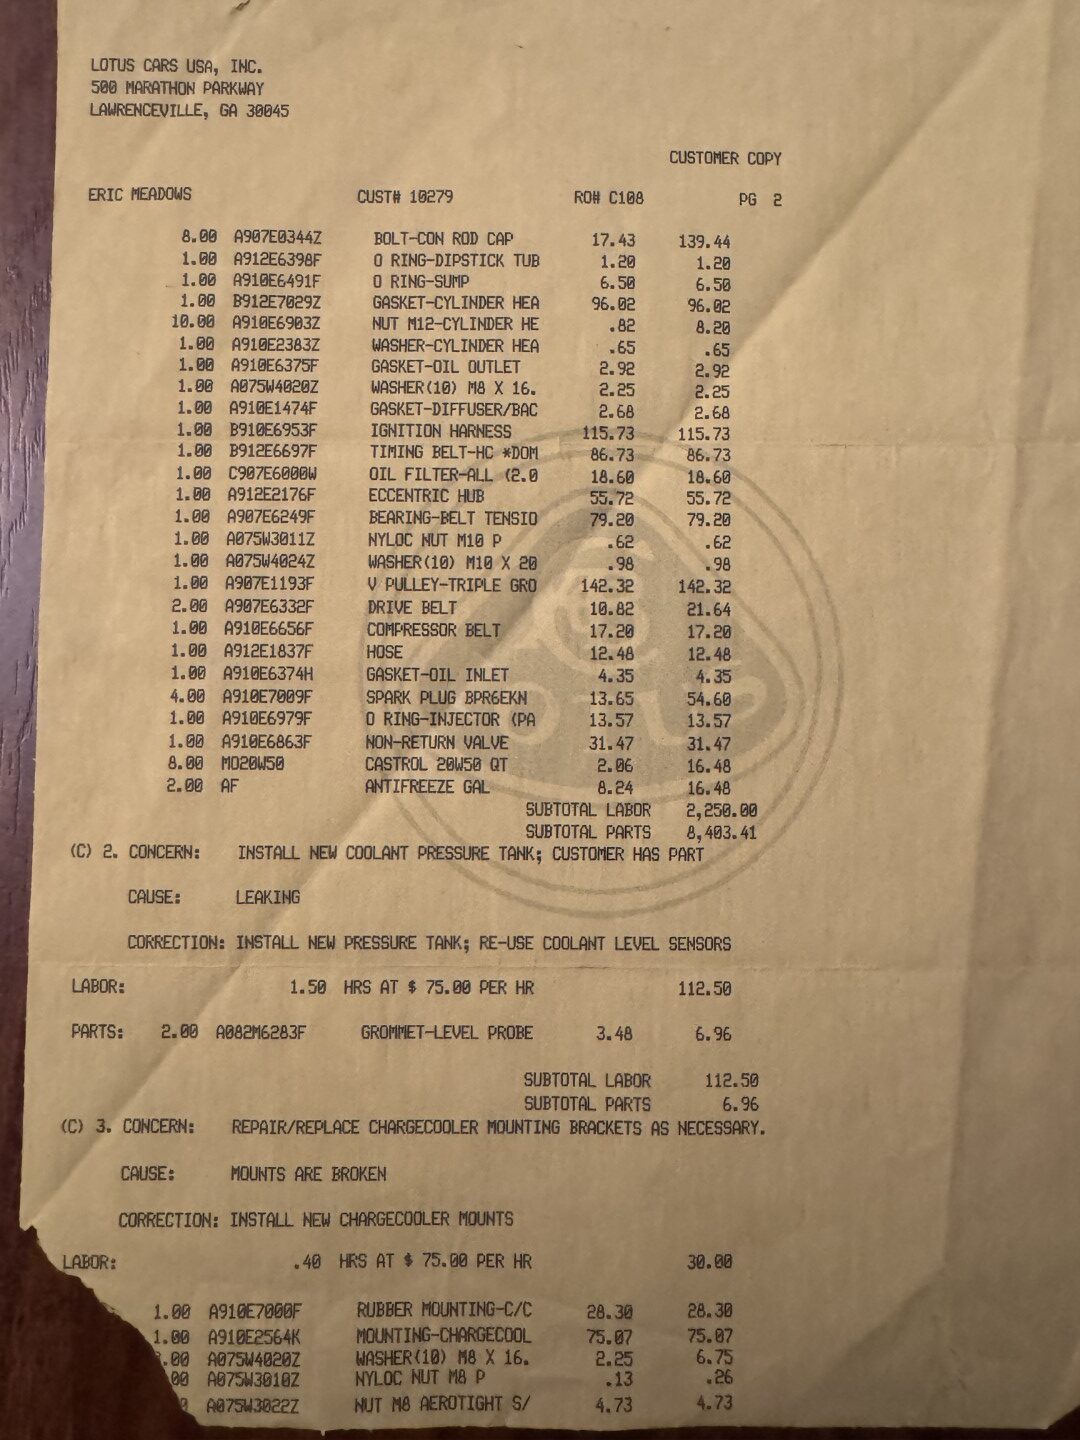 LOTUS CARS USA, INC.
500 MARATHON PARKWAY
LAWRENCEVILLE, GA 30045
CUSTOMER COPY
ERIC MEADOWS CUST# 10279 RO# C108 PG 2
8.00 A907E0344Z BOLT-CON ROD CAP 17.43 139.44
1.00 A912E6398F O RING-DIPSTICK TUB 1.20 1.20
1.00 A910E6491F O RING-SUMP 6.50 6.50
1.00 B912E7029Z GASKET-CYLINDER HEA 96.02 96.02
10.00 A910E6903Z NUT M12-CYLINDER HE .82 8.20
1.00 A910E2383Z WASHER-CYLINDER HEA .65 .65
1.00 A910E6375F GASKET-OIL OUTLET 2.92 2.92
1.00 A075W4020Z WASHER(10) M8 X 16. 2.25 2.25
1.00 A910E1474F GASKET-DIFFUSER/BAC 2.68 2.68
1.00 B910E6953F IGNITION HARNESS 115.73 115.73
1.00 B912E6697F TIMING BELT-HC *DOM 86.73 86.73
1.00 C907E6000W OIL FILTER-ALL (2.0 18.60 18.60
1.00 A912E2176F ECCENTRIC HUB 55.72 55.72
1.00 A907E6249F BEARING-BELT TENSIO 79.20 79.20
1.00 A075W3011Z NYLOC NUT M10 P .62 .62
1.00 A075W4024Z WASHER(10) M10 X 20 .98 .98
1.00 A907E1193F V PULLEY-TRIPLE GRO 142.32 142.32
2.00 A907E6332F DRIVE BELT 10.82 21.64
1.00 A910E6656F COMPRESSOR BELT 17.20 17.20
1.00 A912E1837F HOSE 12.48 12.48
1.00 A910E6374H GASKET-OIL INLET 4.35 4.35
4.00 A910E7009F SPARK PLUG BPR6EKN 13.65 54.60
1.00 A910E6979F O RING-INJECTOR (PA 13.57 13.57
1.00 A910E6863F NON-RETURN VALVE 31.47 31.47
8.00 MO20W50 CASTROL 20W50 QT 2.06 16.48
2.00 AF ANTIFREEZE GAL 8.24 16.48
SUBTOTAL LABOR 2,250.00
SUBTOTAL PARTS 8,403.41
(C) 2. CONCERN: INSTALL NEW COOLANT PRESSURE TANK; CUSTOMER HAS PART
CAUSE: LEAKING
CORRECTION: INSTALL NEW PRESSURE TANK; RE-USE COOLANT LEVEL SENSORS
LABOR: 1.50 HRS AT $ 75.00 PER HR 112.50
PARTS: 2.00 A082M6283F GROMMET-LEVEL PROBE 3.48 6.96
SUBTOTAL LABOR 112.50
SUBTOTAL PARTS 6.96
(C) 3. CONCERN: REPAIR/REPLACE CHARGECOOLER MOUNTING BRACKETS AS NECESSARY.
CAUSE: MOUNTS ARE BROKEN
CORRECTION: INSTALL NEW CHARGECOOLER MOUNTS
LABOR: .40 HRS AT $ 75.00 PER HR 30.00
1.00 A910E7000F RUBBER MOUNTING-C/C 28.30 28.30
1.00 A910E2564K MOUNTING-CHARGECOOL 75.07 75.07
.00 A075W4020Z WASHER(10) M8 X 16. 2.25 6.75
00 A075W3010Z NYLOC NUT M8 P .13 .26
0 A075W3022Z NUT M8 AEROTIGHT S/ 4.73 4.73